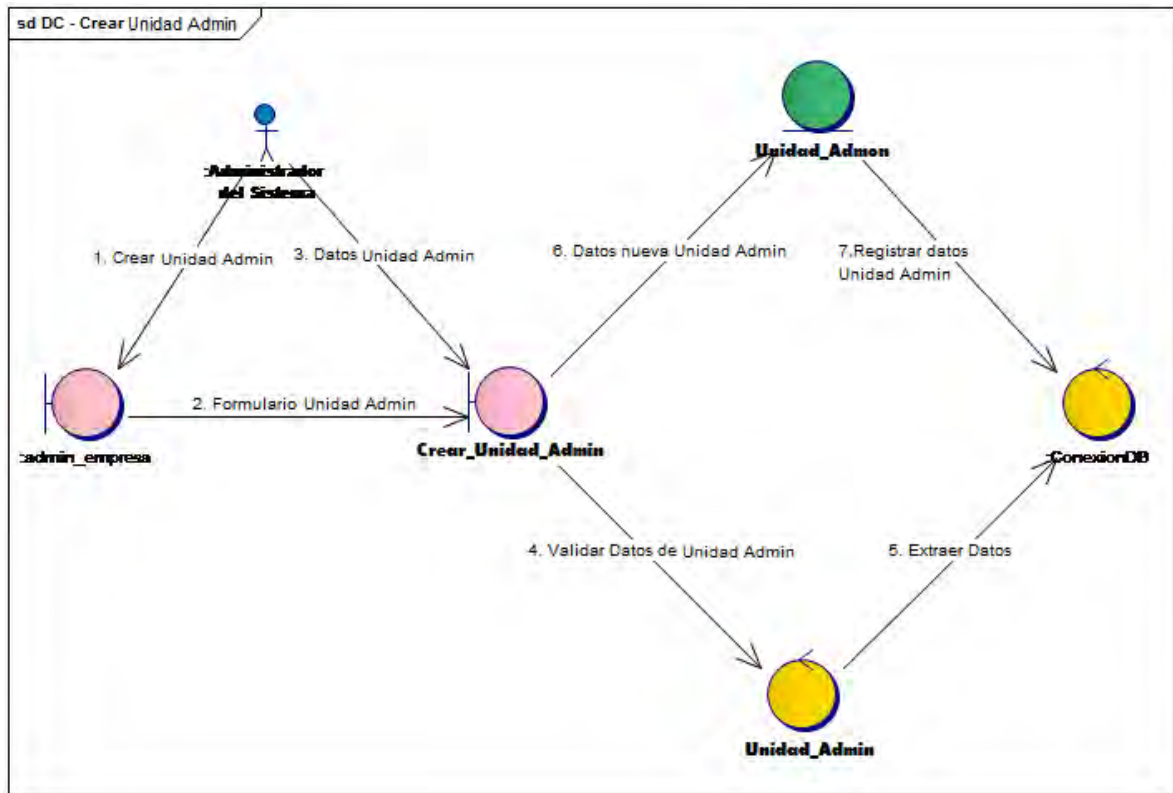 sd DC - Crear Unidad Admin
Unidad_Admon
:Administrador
del Sistema
1. Crear Unidad Admin
3. Datos Unidad Admin
6. Datos nueva Unidad Admin
7.Registrar datos
Unidad Admin
2. Formulario Unidad Admin
:admin_empresa
Crear_Unidad_Admin
:ConexionDB
4. Validar Datos de Unidad Admin
5. Extraer Datos
Unidad_Admin